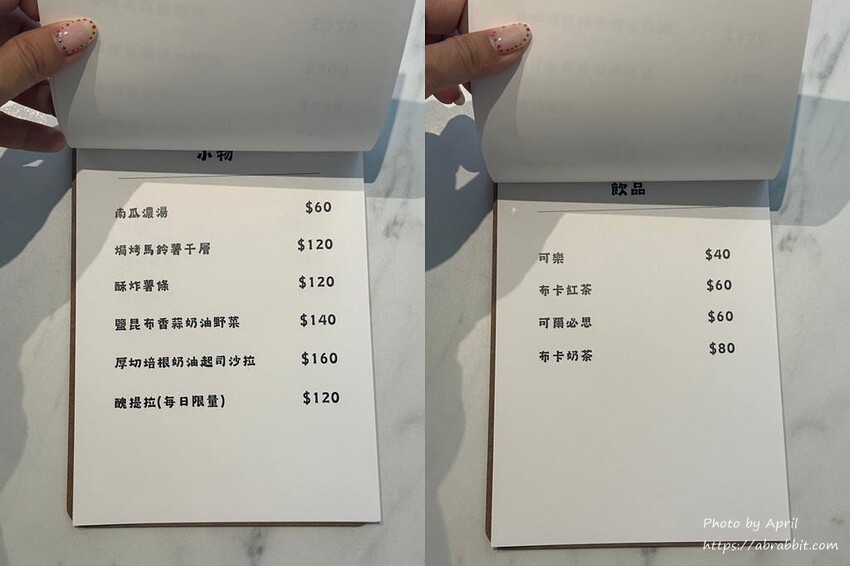 小物
南瓜濃湯 $60
焗烤馬鈴薯千層 $120
酥炸薯條 $120
鹽昆布香蒜奶油野菜 $140
厚切培根奶油起司沙拉 $160
醜提拉(每日限量) $120
飲品
可樂 $40
布卡紅茶 $60
可爾必思 $60
布卡奶茶 $80
Photo by April
https://abrabbit.com